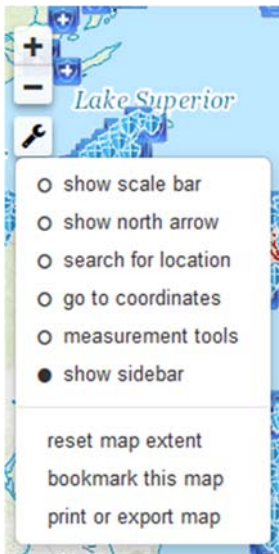 +
−
Lake Superior
show scale bar
show north arrow
search for location
go to coordinates
measurement tools
show sidebar
reset map extent
bookmark this map
print or export map